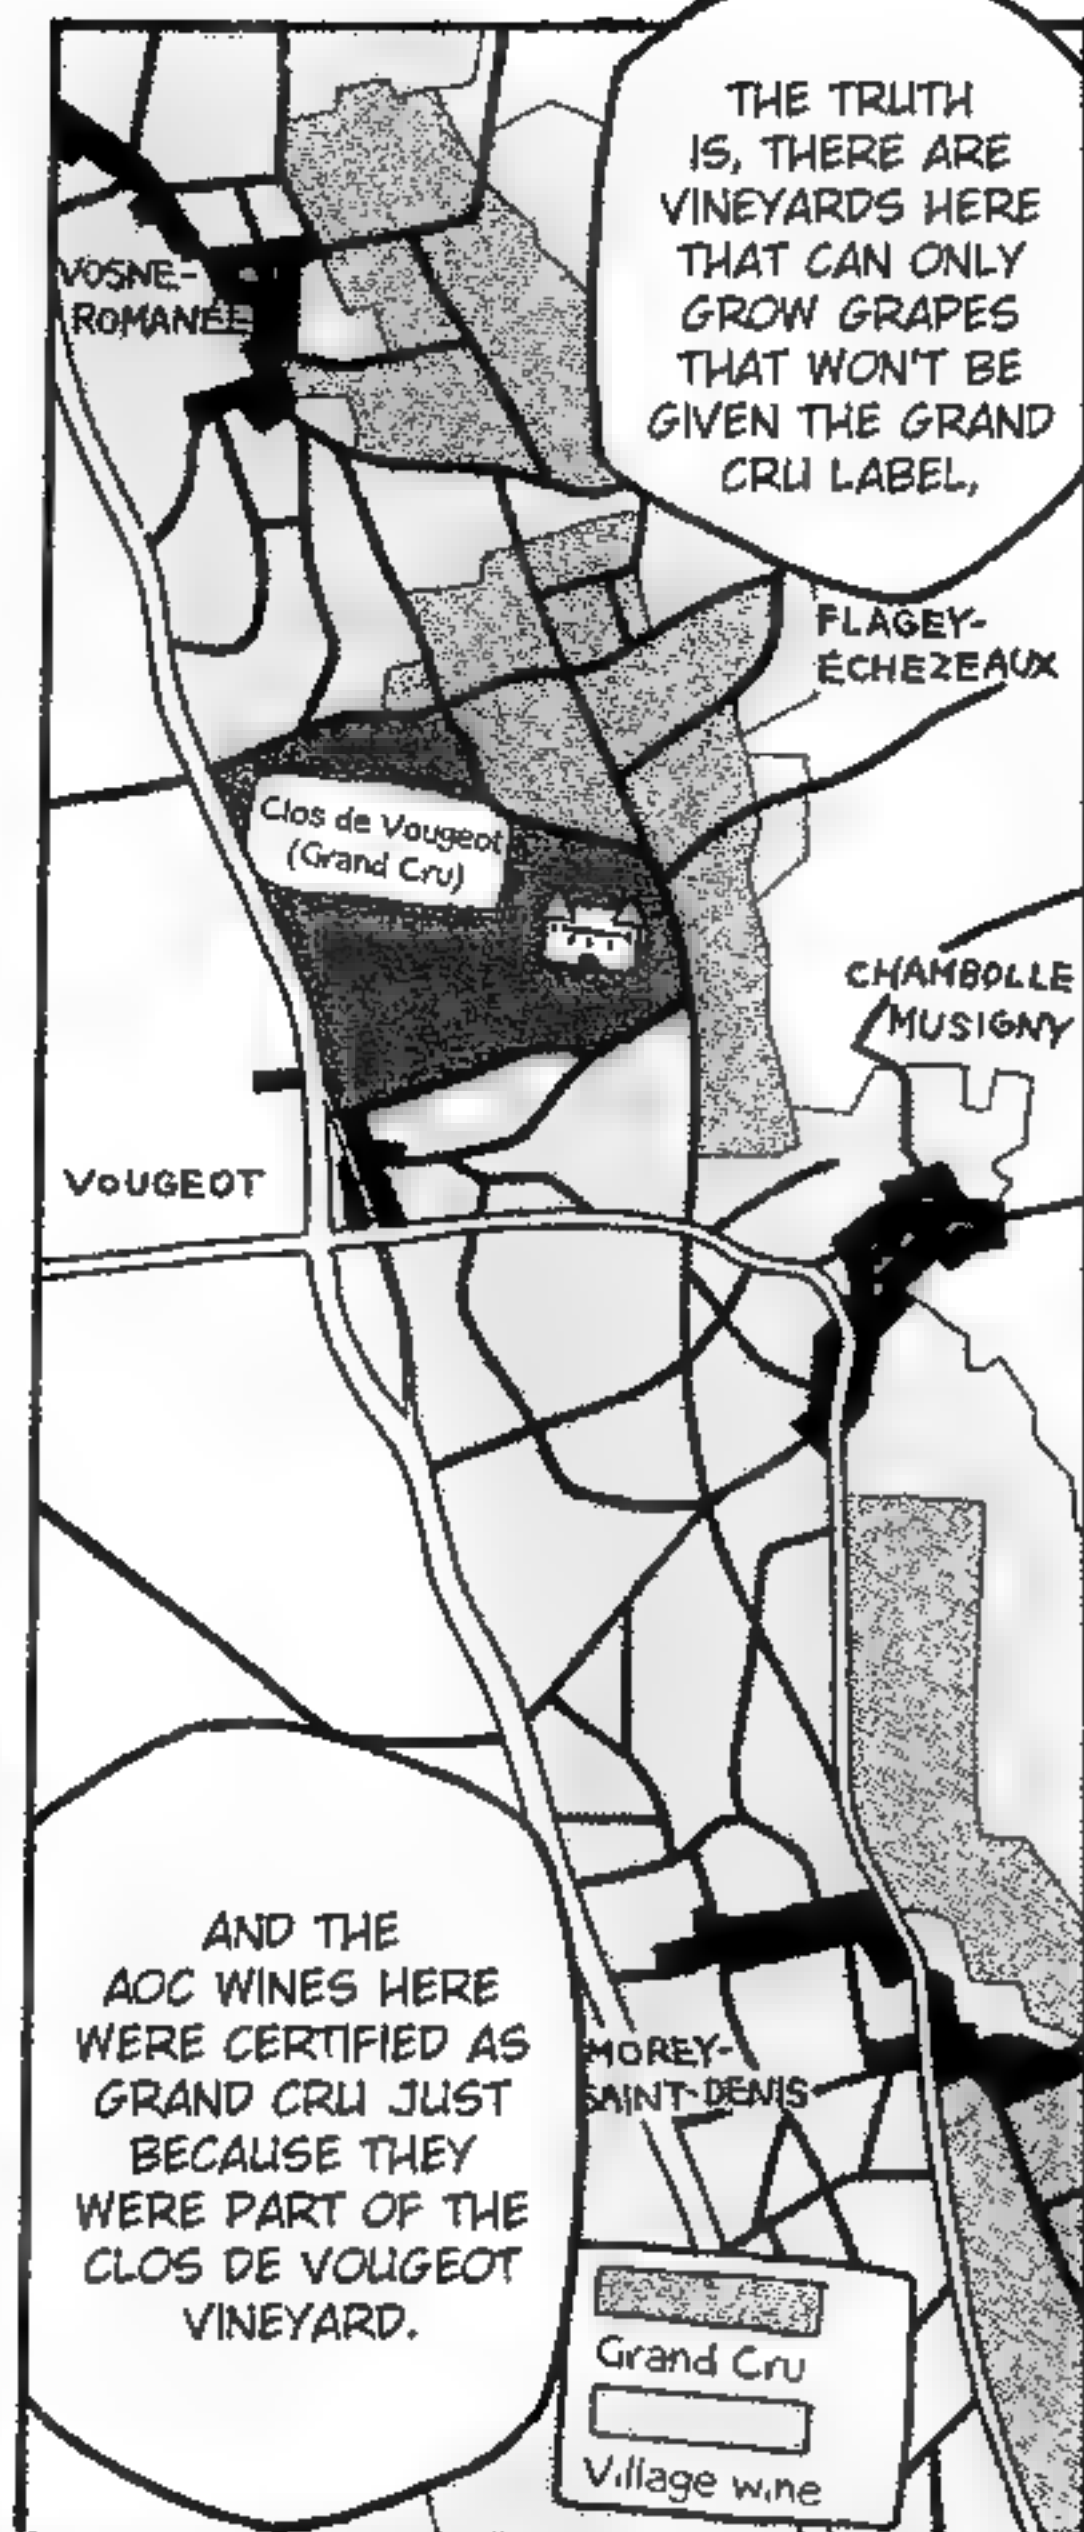 THE TRUTH
IS, THERE ARE
VINEYARDS HERE
THAT CAN ONLY
GROW GRAPES
THAT WON'T BE
GIVEN THE GRAND
CRU LABEL,
VOSNE-
ROMANÉE
FLAGEY-
ÉCHEZEAUX
Clos de Vougeot
(Grand Cru)
CHAMBOLLE
MUSIGNY
VOUGEOT
AND THE
AOC WINES HERE
WERE CERTIFIED AS
GRAND CRU JUST
BECAUSE THEY
WERE PART OF THE
CLOS DE VOUGEOT
VINEYARD.
MOREY-
SAINT-DENIS
Grand Cru
Village wine